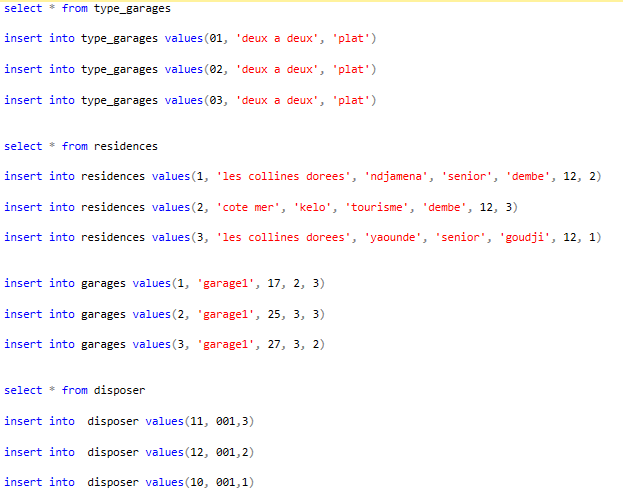 select * from type_garages
insert into type_garages values(01, 'deux a deux', 'plat')
insert into type_garages values(02, 'deux a deux', 'plat')
insert into type_garages values(03, 'deux a deux', 'plat')
select * from residences
insert into residences values(1, 'les collines dorees', 'ndjamena', 'senior', 'dembe', 12, 2)
insert into residences values(2, 'cote mer', 'kelo', 'tourisme', 'dembe', 12, 3)
insert into residences values(3, 'les collines dorees', 'yaounde', 'senior', 'goudji', 12, 1)
insert into garages values(1, 'garage1', 17, 2, 3)
insert into garages values(2, 'garage1', 25, 3, 3)
insert into garages values(3, 'garage1', 27, 3, 2)
select * from disposer
insert into  disposer values(11, 001,3)
insert into  disposer values(12, 001,2)
insert into  disposer values(10, 001,1)